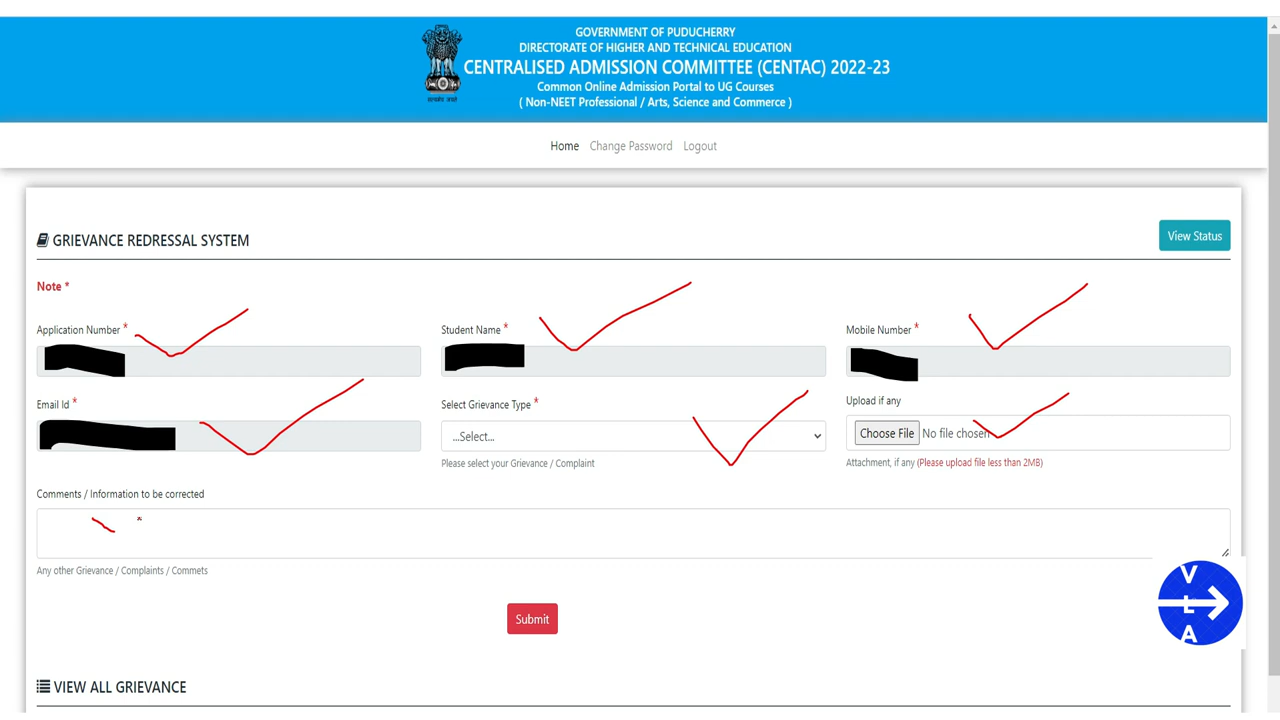 GOVERNMENT OF PUDUCHERRY
DIRECTORATE OF HIGHER AND TECHNICAL EDUCATION
CENTRALISED ADMISSION COMMITTEE (CENTAC) 2022-23
Common Online Admission Portal to UG Courses
( Non-NEET Professional / Arts, Science and Commerce )
Home Change Password Logout
GRIEVANCE REDRESSAL SYSTEM
View Status
Note *
Application Number *
Student Name *
Mobile Number *
Email Id *
Select Grievance Type *
Upload if any
...Select...
Choose File No file chosen
Please select your Grievance / Complaint
Attachment, if any (Please upload file less than 2MB)
Comments / Information to be corrected
Any other Grievance / Complaints / Commets
Submit
V
L
A
VIEW ALL GRIEVANCE